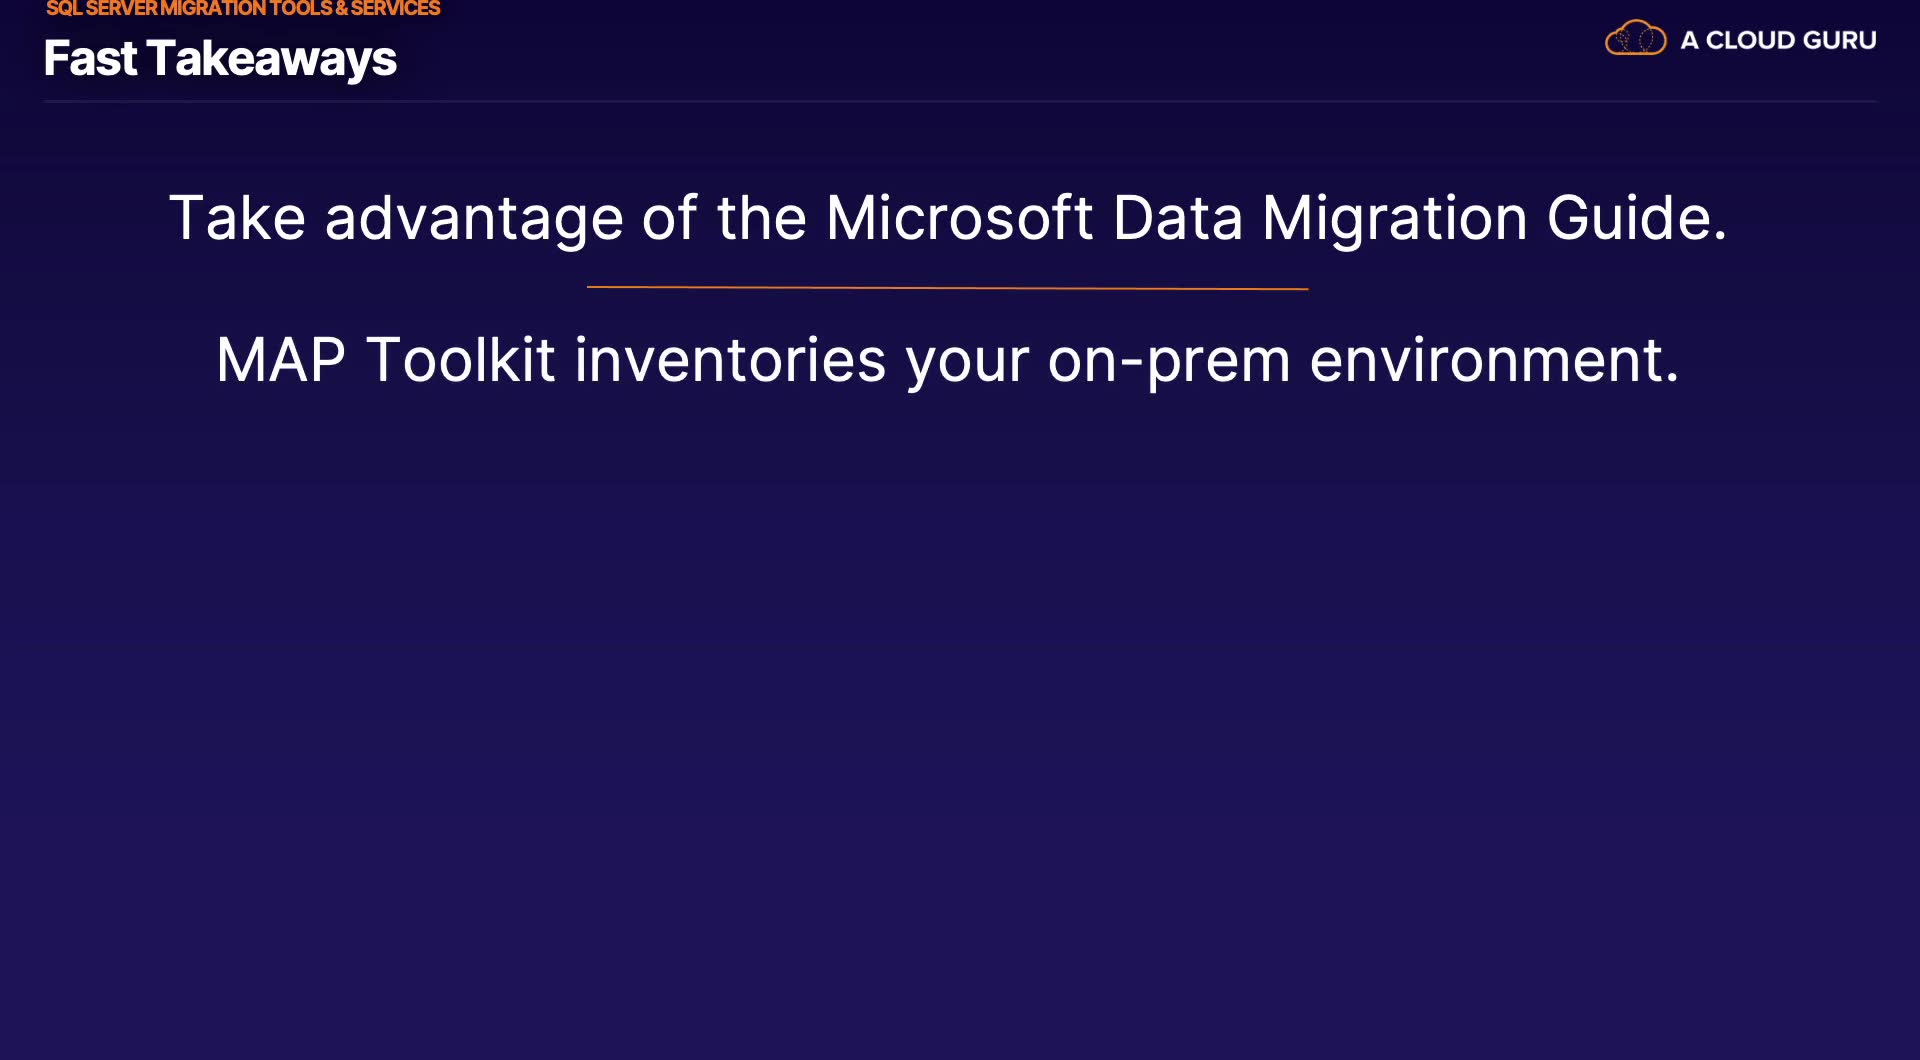 SQL SERVER MIGRATION TOOLS & SERVICES
Fast Takeaways
A CLOUD GURU
Take advantage of the Microsoft Data Migration Guide.
MAP Toolkit inventories your on-prem environment.